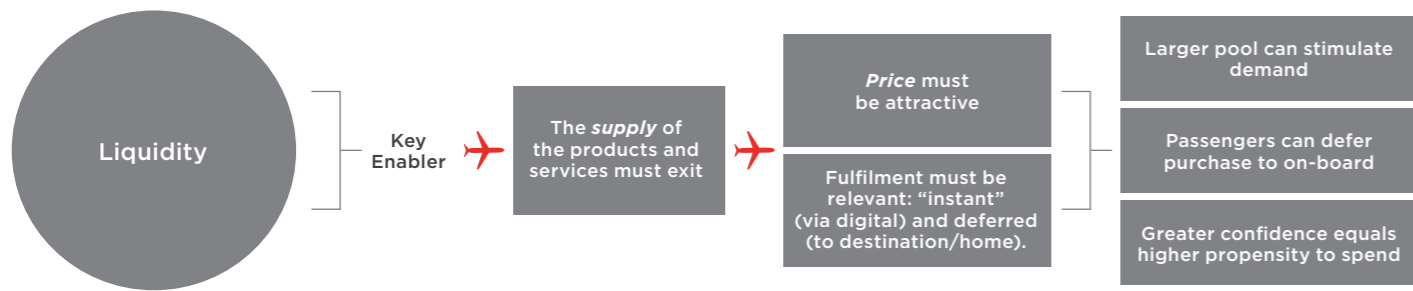 Liquidity
Key
Enabler
The supply of
the products and
services must exit
Price must
be attractive
Fulfilment must be
relevant: “instant”
(via digital) and deferred
(to destination/home).
Larger pool can stimulate
demand
Passengers can defer
purchase to on-board
Greater confidence equals
higher propensity to spend